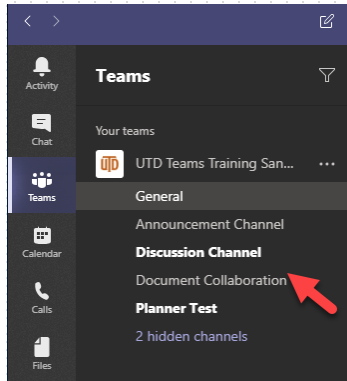 Activity
Chat
Teams
Calendar
Calls
Files
Teams
Your teams
UTD
UTD Teams Training San...
General
Announcement Channel
Discussion Channel
Document Collaboration
Planner Test
2 hidden channels